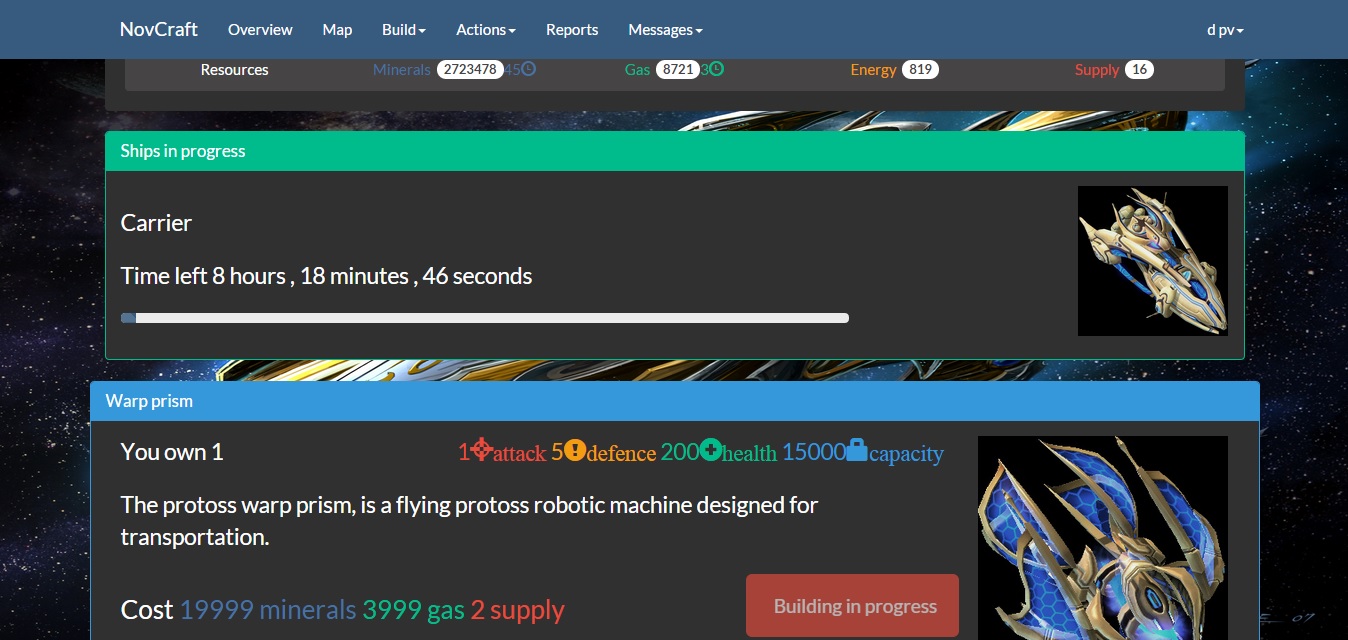 NovCraft Overview Map Build Actions Reports Messages d pv
Resources Minerals 2723478 45 Gas 8721 3 Energy 819 Supply 16
Ships in progress
Carrier
Time left 8 hours , 18 minutes , 46 seconds
Warp prism
You own 1 1 attack 5 defence 200 health 15000 capacity
The protoss warp prism, is a flying protoss robotic machine designed for
transportation.
Cost 19999 minerals 3999 gas 2 supply Building in progress
07